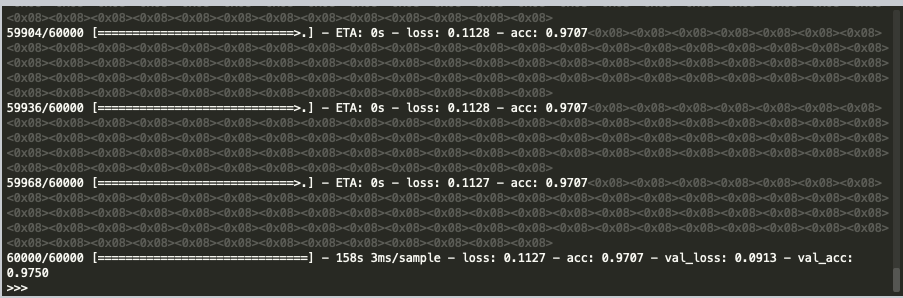 <0x08><0x08><0x08><0x08><0x08><0x08><0x08><0x08><0x08><0x08><0x08><0x08><0x08>
59904/60000 [============================>.] - ETA: 0s - loss: 0.1128 - acc: 0.9707<0x08><0x08><0x08><0x08><0x08><0x08><0x08>
<0x08><0x08><0x08><0x08><0x08><0x08><0x08><0x08><0x08><0x08><0x08><0x08><0x08><0x08><0x08><0x08><0x08><0x08><0x08><0x08><0x08>
<0x08><0x08><0x08><0x08><0x08><0x08><0x08><0x08><0x08><0x08><0x08><0x08><0x08><0x08><0x08><0x08><0x08><0x08><0x08><0x08><0x08>
<0x08><0x08><0x08><0x08><0x08><0x08><0x08><0x08><0x08><0x08><0x08><0x08><0x08><0x08><0x08><0x08><0x08><0x08><0x08><0x08><0x08>
<0x08><0x08><0x08><0x08><0x08><0x08><0x08><0x08><0x08><0x08><0x08><0x08><0x08>
59936/60000 [============================>.] - ETA: 0s - loss: 0.1128 - acc: 0.9707<0x08><0x08><0x08><0x08><0x08><0x08><0x08>
<0x08><0x08><0x08><0x08><0x08><0x08><0x08><0x08><0x08><0x08><0x08><0x08><0x08><0x08><0x08><0x08><0x08><0x08><0x08><0x08><0x08>
<0x08><0x08><0x08><0x08><0x08><0x08><0x08><0x08><0x08><0x08><0x08><0x08><0x08><0x08><0x08><0x08><0x08><0x08><0x08><0x08><0x08>
<0x08><0x08><0x08><0x08><0x08><0x08><0x08><0x08><0x08><0x08><0x08><0x08><0x08><0x08><0x08><0x08><0x08><0x08><0x08><0x08><0x08>
<0x08><0x08><0x08><0x08><0x08><0x08><0x08><0x08><0x08><0x08><0x08><0x08><0x08>
59968/60000 [============================>.] - ETA: 0s - loss: 0.1127 - acc: 0.9707<0x08><0x08><0x08><0x08><0x08><0x08><0x08>
<0x08><0x08><0x08><0x08><0x08><0x08><0x08><0x08><0x08><0x08><0x08><0x08><0x08><0x08><0x08><0x08><0x08><0x08><0x08><0x08><0x08>
<0x08><0x08><0x08><0x08><0x08><0x08><0x08><0x08><0x08><0x08><0x08><0x08><0x08><0x08><0x08><0x08><0x08><0x08><0x08><0x08><0x08>
<0x08><0x08><0x08><0x08><0x08><0x08><0x08><0x08><0x08><0x08><0x08><0x08><0x08><0x08><0x08><0x08><0x08><0x08><0x08><0x08><0x08>
<0x08><0x08><0x08><0x08><0x08><0x08><0x08><0x08><0x08><0x08><0x08><0x08><0x08>
60000/60000 [==============================] - 158s 3ms/sample - loss: 0.1127 - acc: 0.9707 - val_loss: 0.0913 - val_acc:
0.9750
>>>